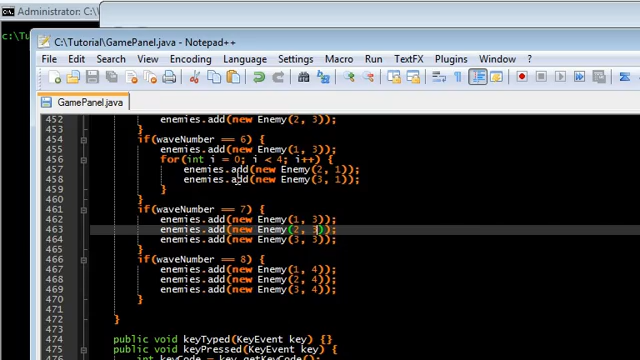 Administrator: C:\
C:\Tu
C:\Tutorial\GamePanel.java - Notepad++
File Edit Search View Encoding Language Settings Macro Run TextFX Plugins Window ?
GamePanel.java
452 enemies.add(new Enemy(2, 3));
453 }
454 if(waveNumber == 6) {
455 enemies.add(new Enemy(1, 3));
456 for(int i = 0; i < 4; i++) {
457 enemies.add(new Enemy(2, 1));
458 enemies.add(new Enemy(3, 1));
459 }
460 }
461 if(waveNumber == 7) {
462 enemies.add(new Enemy(1, 3));
463 enemies.add(new Enemy(2, 3));
464 enemies.add(new Enemy(3, 3));
465 }
466 if(waveNumber == 8) {
467 enemies.add(new Enemy(1, 4));
468 enemies.add(new Enemy(2, 4));
469 enemies.add(new Enemy(3, 4));
470 }
471
472 }
473
474 public void keyTyped(KeyEvent key) {}
475 public void keyPressed(KeyEvent key) {
476 int keyCode = key.getKeyCode();